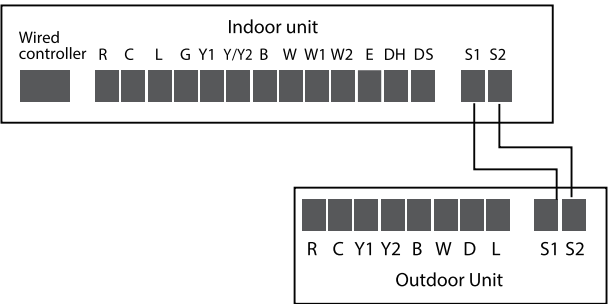 Indoor unit
Wired
controller R C L G Y1 Y/Y2 B W W1 W2 E DH DS S1 S2
R C Y1 Y2 B W D L S1 S2
Outdoor Unit